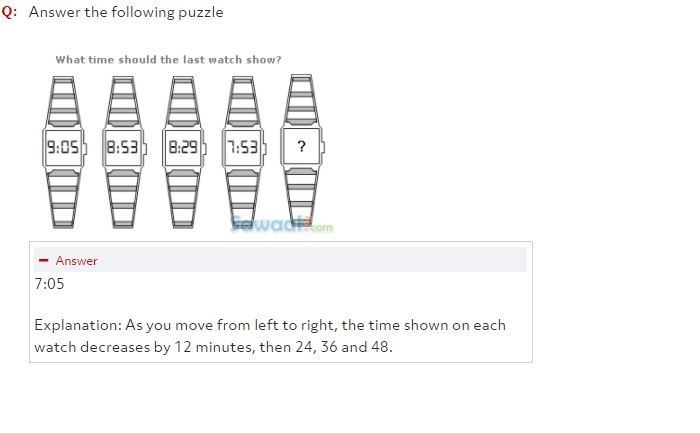 Q: Answer the following puzzle
What time should the last watch show?
9:05 8:53 8:29 7:53 ?
Sawaal?.com
− Answer
7:05
Explanation: As you move from left to right, the time shown on each
watch decreases by 12 minutes, then 24, 36 and 48.